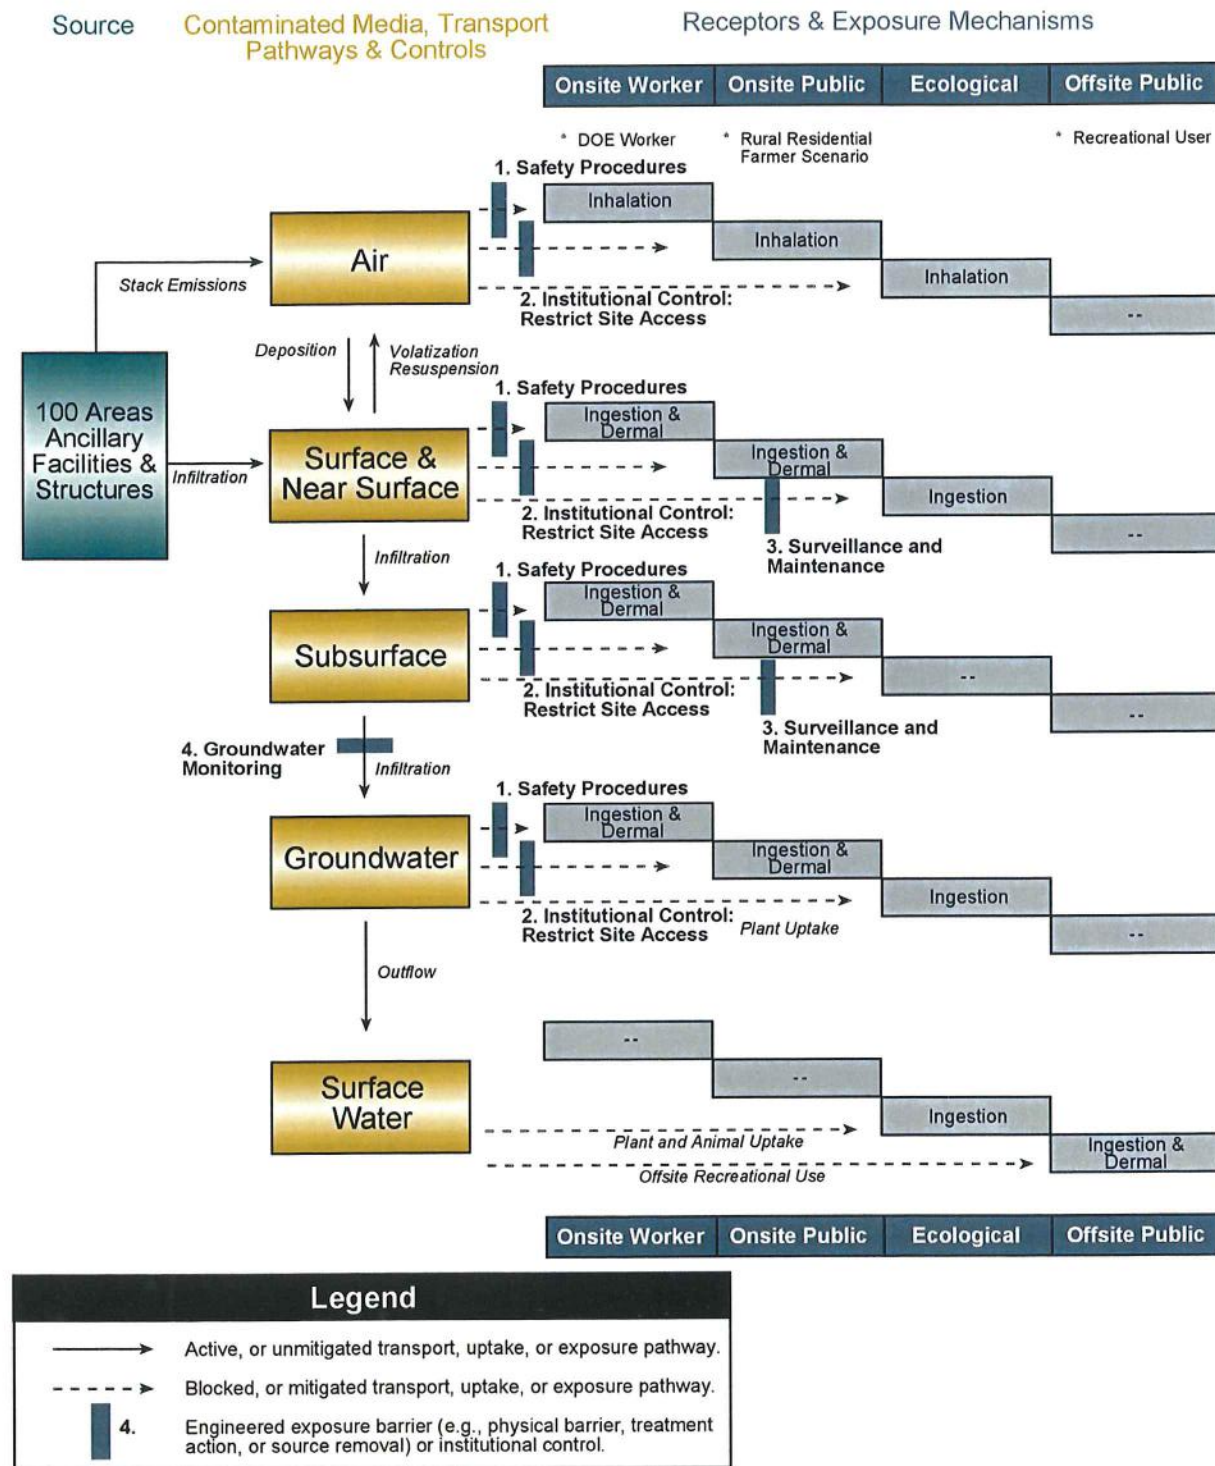 Source
Contaminated Media, Transport
Pathways & Controls
Receptors & Exposure Mechanisms
Onsite Worker
Onsite Public
Ecological
Offsite Public
* DOE Worker
* Rural Residential
Farmer Scenario
* Recreational User
1. Safety Procedures
Inhalation
Air
Inhalation
Stack Emissions
Inhalation
2. Institutional Control:
Restrict Site Access
--
Deposition
Volatization
Resuspension
1. Safety Procedures
100 Areas
Ancillary
Facilities &
Structures
Infiltration
Surface &
Near Surface
Ingestion &
Dermal
Ingestion &
Dermal
Ingestion
2. Institutional Control:
Restrict Site Access
--
3. Surveillance and
Maintenance
Infiltration
1. Safety Procedures
Ingestion &
Dermal
Subsurface
Ingestion &
Dermal
--
2. Institutional Control:
Restrict Site Access
--
3. Surveillance and
Maintenance
4. Groundwater
Monitoring
Infiltration
1. Safety Procedures
Ingestion &
Dermal
Groundwater
Ingestion &
Dermal
Ingestion
2. Institutional Control:
Restrict Site Access
Plant Uptake
--
Outflow
--
Surface
Water
--
Ingestion
Plant and Animal Uptake
Ingestion &
Dermal
Offsite Recreational Use
Onsite Worker
Onsite Public
Ecological
Offsite Public
Legend
Active, or unmitigated transport, uptake, or exposure pathway.
Blocked, or mitigated transport, uptake, or exposure pathway.
4.
Engineered exposure barrier (e.g., physical barrier, treatment
action, or source removal) or institutional control.